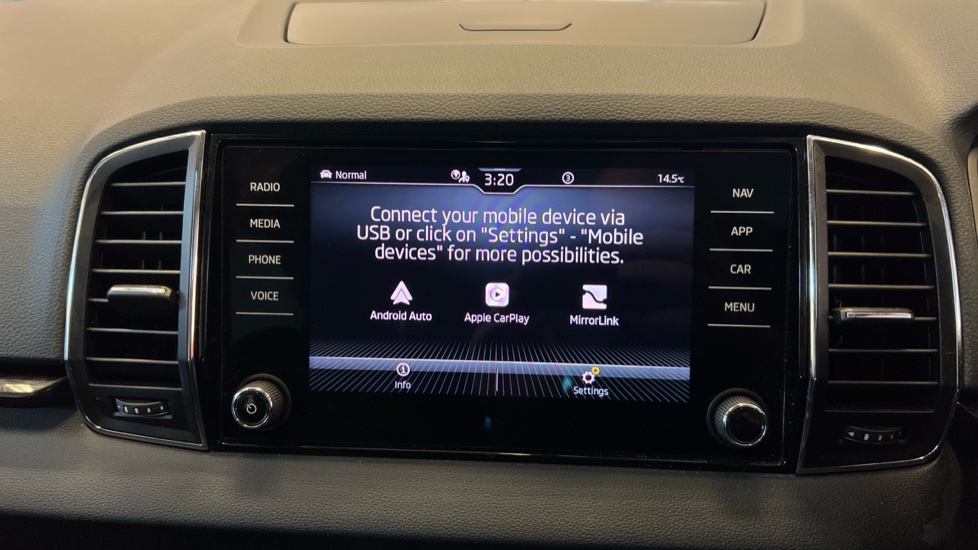 Normal
3:20
3
14.5°C
RADIO
MEDIA
PHONE
VOICE
Connect your mobile device via
USB or click on "Settings" - "Mobile
devices" for more possibilities.
Android Auto
Apple CarPlay
MirrorLink
Info
Settings
NAV
APP
CAR
MENU